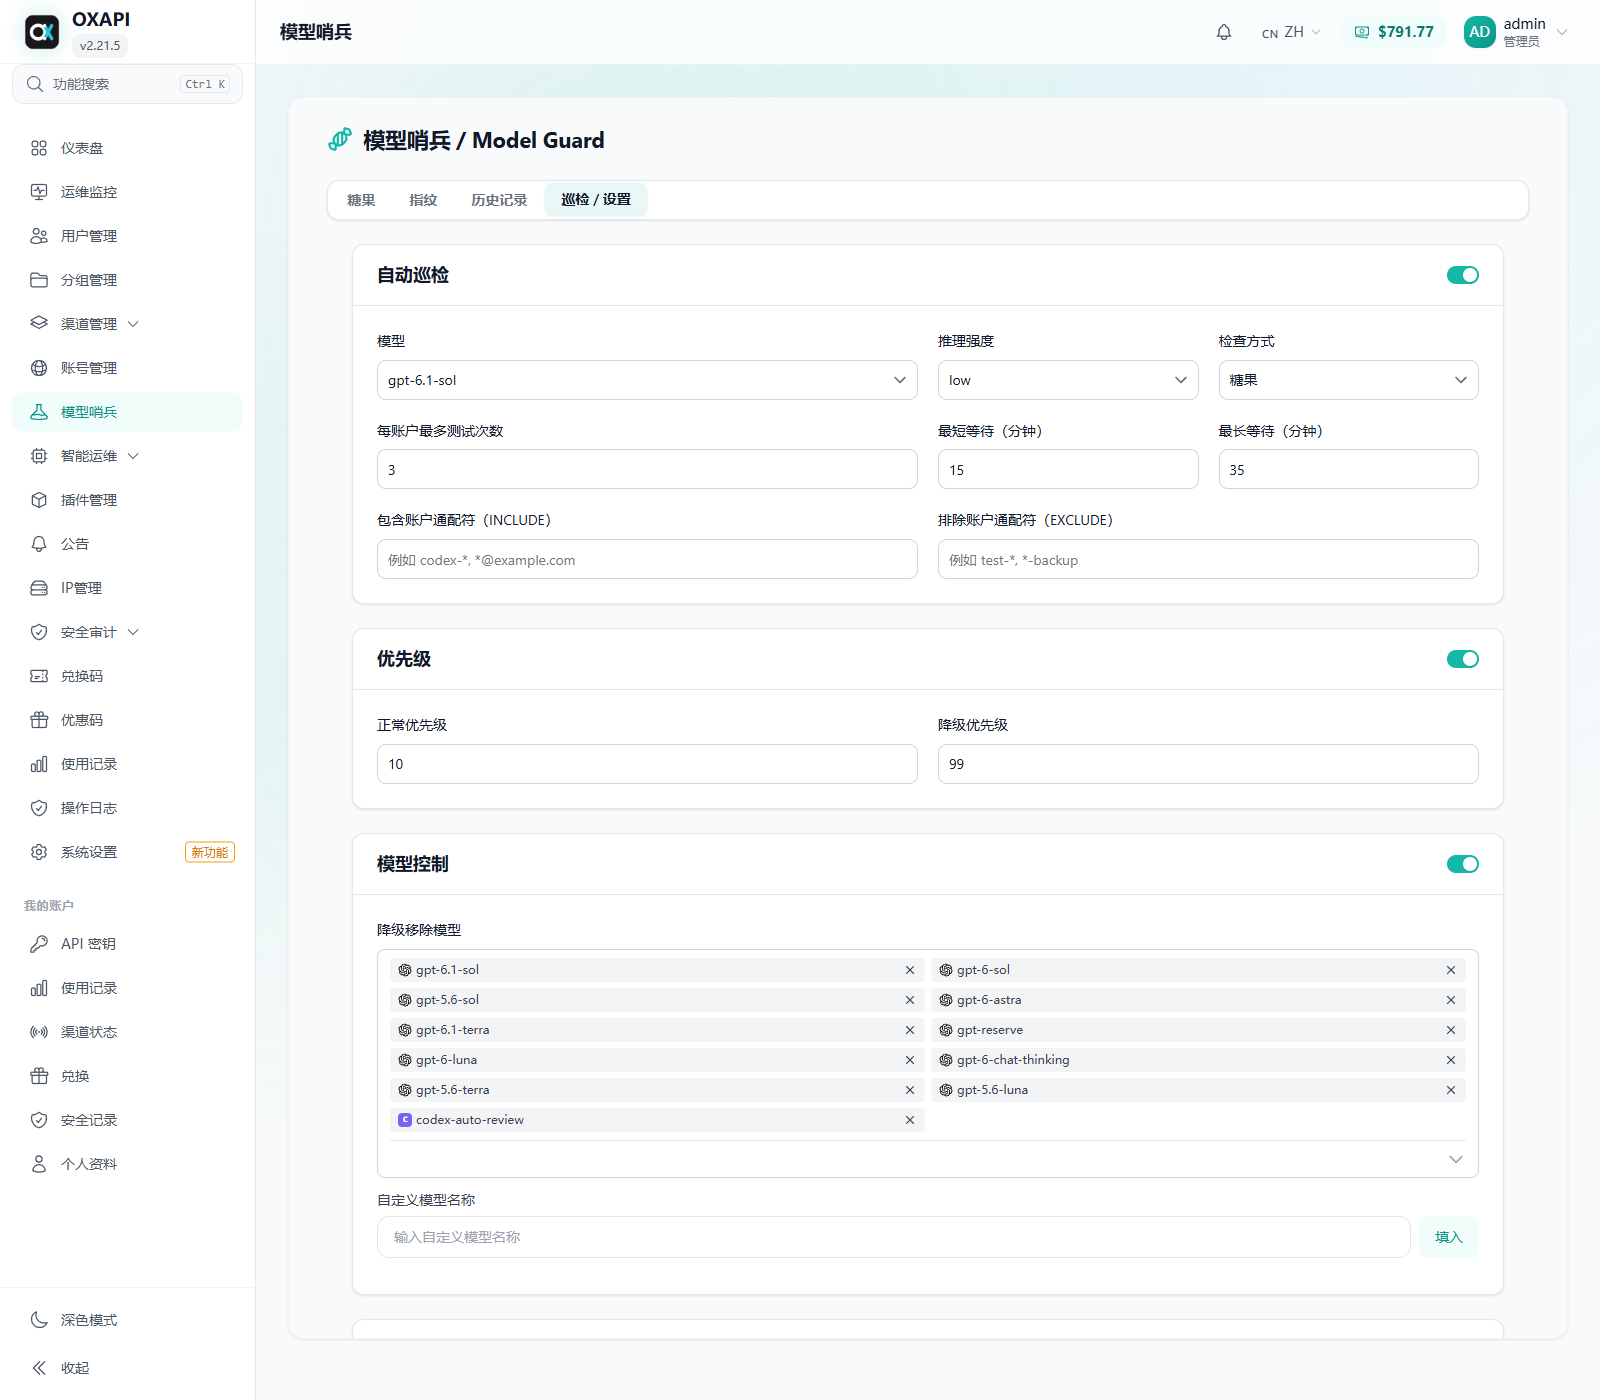 OXAPI
v2.21.5
功能搜索
Ctrl K
仪表盘
运维监控
用户管理
分组管理
渠道管理
账号管理
模型哨兵
智能运维
插件管理
公告
IP管理
安全审计
兑换码
优惠码
使用记录
操作日志
系统设置
新功能
我的账户
API 密钥
使用记录
渠道状态
兑换
安全记录
个人资料
深色模式
收起
模型哨兵
CN ZH
$791.77
AD
admin
管理员
模型哨兵 / Model Guard
糖果
指纹
历史记录
巡检 / 设置
自动巡检
模型
推理强度
检查方式
gpt-6.1-sol
low
糖果
每账户最多测试次数
最短等待（分钟）
最长等待（分钟）
3
15
35
包含账户通配符（INCLUDE）
排除账户通配符（EXCLUDE）
例如 codex-*, *@example.com
例如 test-*, *-backup
优先级
正常优先级
降级优先级
10
99
模型控制
降级移除模型
gpt-6.1-sol
gpt-6-sol
gpt-5.6-sol
gpt-6-astra
gpt-6.1-terra
gpt-reserve
gpt-6-luna
gpt-6-chat-thinking
gpt-5.6-terra
gpt-5.6-luna
C codex-auto-review
自定义模型名称
输入自定义模型名称
填入